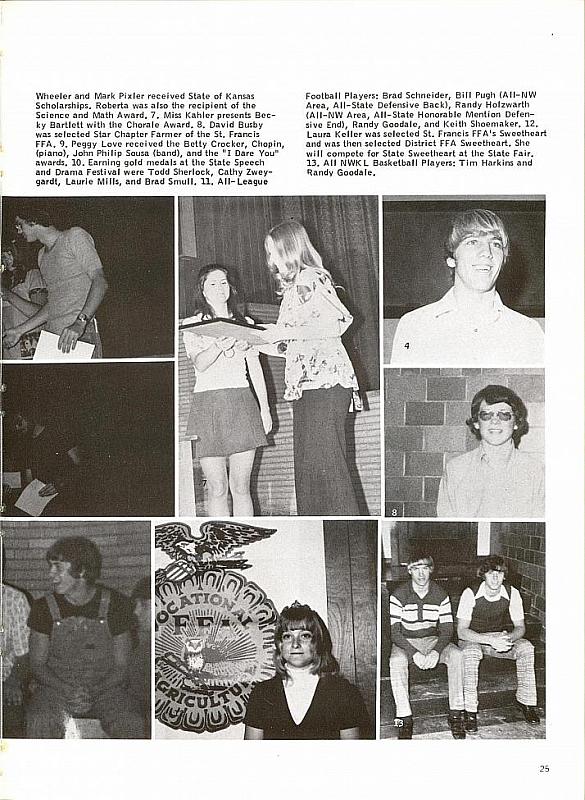 Wheeler and Mark Pixler received State of Kansas
Scholarships. Roberta was also the recipient of the
Science and Math Award. 7. Miss Kahler presents Bec-
ky Bartlett with the Chorale Award. 8. David Busby
was selected Star Chapter Farmer of the St. Francis
FFA. 9. Peggy Love received the Betty Crocker, Chopin,
(piano), John Philip Sousa (band), and the "I Dare You"
awards. 10. Earning gold medals at the State Speech
and Drama Festival were Todd Sherlock, Cathy Zwey-
gardt, Laurie Mills, and Brad Smull. 11. All-League
Football Players: Brad Schneider, Bill Pugh (All-NW
Area, All-State Defensive Back), Randy Holzwarth
(All-NW Area, All-State Honorable Mention Defen-
sive End), Randy Goodale, and Keith Shoemaker. 12.
Laura Keller was selected St. Francis FFA's Sweetheart
and was then selected District FFA Sweetheart. She
will compete for State Sweetheart at the State Fair.
13. All NWKL Basketball Players: Tim Harkins and
Randy Goodale.
4
7
8
VOCATIONAL
FFA
AGRICULTU
13
25